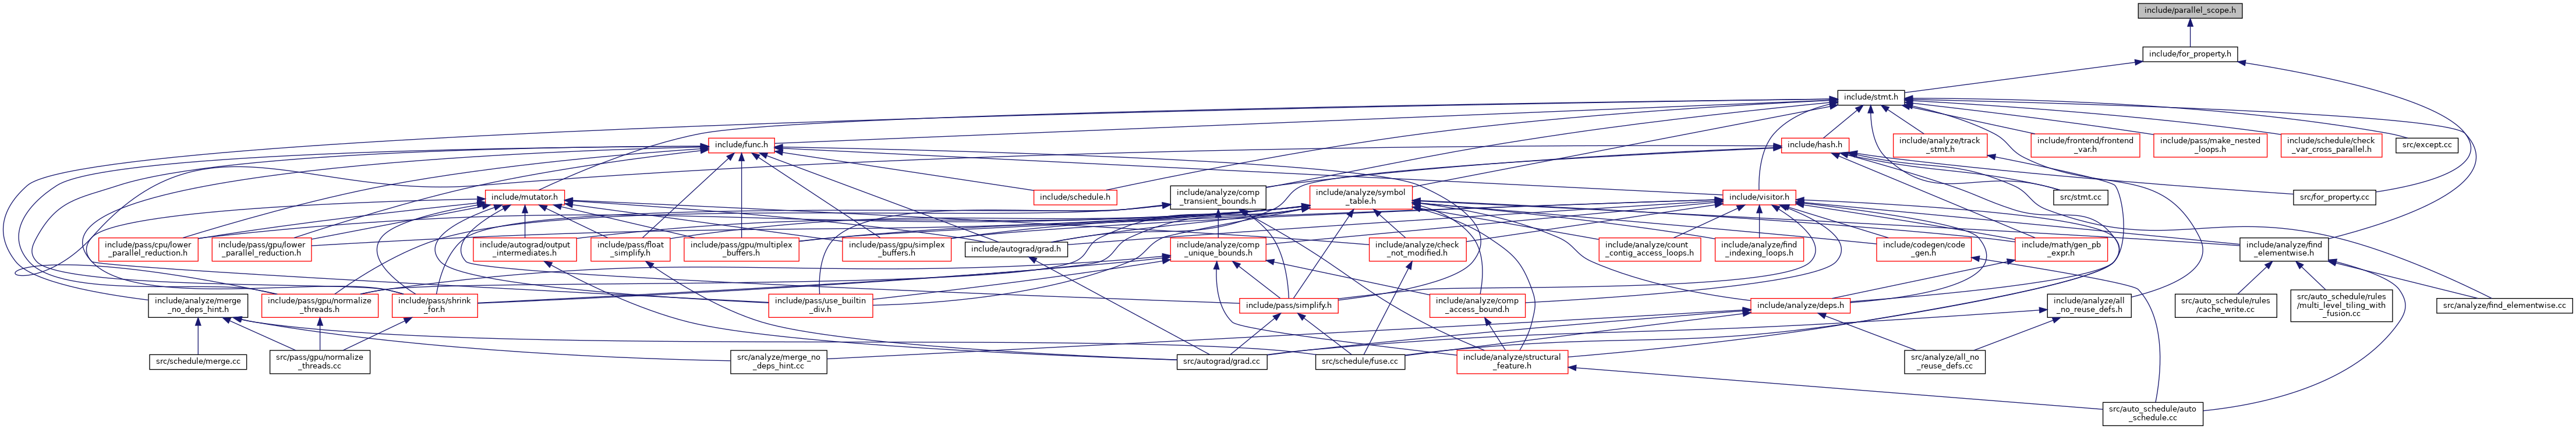 include/parallel_scope.h
include/for_property.h
include/stmt.h
include/func.h
include/hash.h
include/analyze/track
_stmt.h
include/frontend/frontend
_var.h
include/pass/make_nested
_loops.h
include/schedule/check
_var_cross_parallel.h
src/except.cc
include/mutator.h
include/schedule.h
include/analyze/comp
_transient_bounds.h
include/analyze/symbol
_table.h
include/visitor.h
src/stmt.cc
src/for_property.cc
include/pass/cpu/lower
_parallel_reduction.h
include/pass/gpu/lower
_parallel_reduction.h
include/autograd/output
_intermediates.h
include/pass/float
_simplify.h
include/pass/gpu/multiplex
_buffers.h
include/pass/gpu/simplex
_buffers.h
include/autograd/grad.h
include/analyze/comp
_unique_bounds.h
include/analyze/check
_not_modified.h
include/analyze/count
_contig_access_loops.h
include/analyze/find
_indexing_loops.h
include/codegen/code
_gen.h
include/math/gen_pb
_expr.h
include/analyze/find
_elementwise.h
include/analyze/merge
_no_deps_hint.h
include/pass/gpu/normalize
_threads.h
include/pass/shrink
_for.h
include/pass/use_builtin
_div.h
include/pass/simplify.h
include/analyze/comp
_access_bound.h
include/analyze/deps.h
include/analyze/all
_no_reuse_defs.h
src/auto_schedule/rules
/cache_write.cc
src/auto_schedule/rules
/multi_level_tiling_with
_fusion.cc
src/analyze/find_elementwise.cc
src/schedule/merge.cc
src/pass/gpu/normalize
_threads.cc
src/analyze/merge_no
_deps_hint.cc
src/autograd/grad.cc
src/schedule/fuse.cc
include/analyze/structural
_feature.h
src/analyze/all_no
_reuse_defs.cc
src/auto_schedule/auto
_schedule.cc